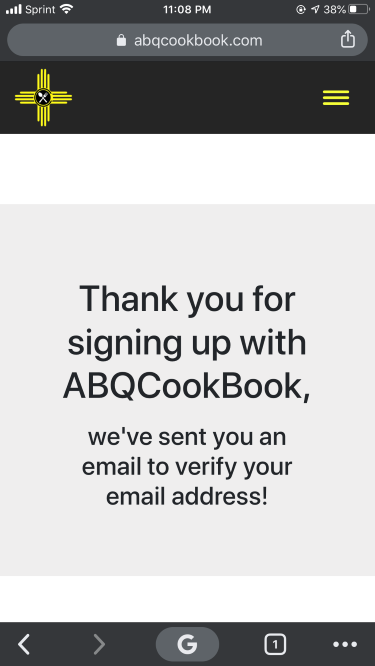 Sprint 11:08 PM 38%
abqcookbook.com
Thank you for
signing up with
ABQCookBook,
we've sent you an
email to verify your
email address!
G 1